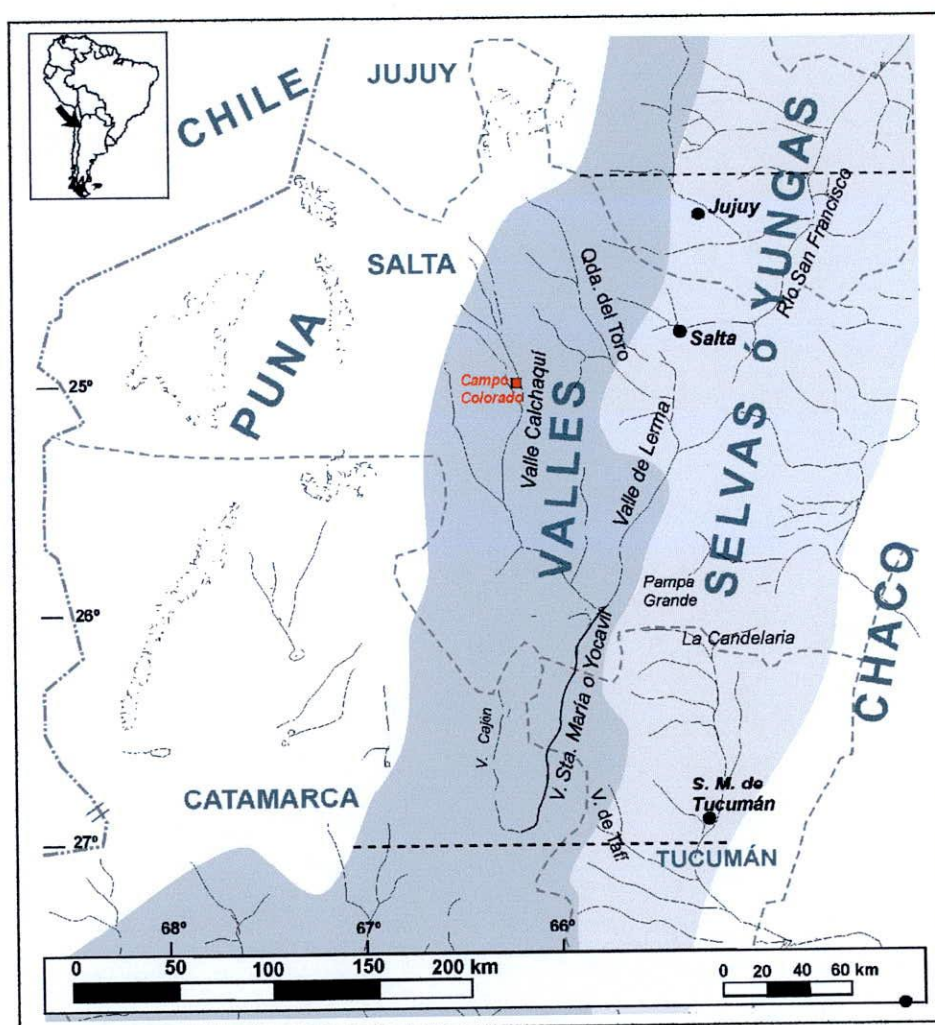 24º
CHILE
JUJUY
SALTA
PUNA
Jujuy
Salta
Qda. del Toro
Río San Francisco
SELVAS ó YUNGAS
25º
Campo
Colorado
Valle Calchaquí
VALLES
Valle de Lerma
Pampa
Grande
La Candelaria
CHACO
26º
V. Cajón
V. Sta. María o Yocavil
CATAMARCA
S. M. de
Tucumán
V. de Tafí
27º
TUCUMÁN
68º
67º
66º
0 50 100 150 200 km
0 20 40 60 km